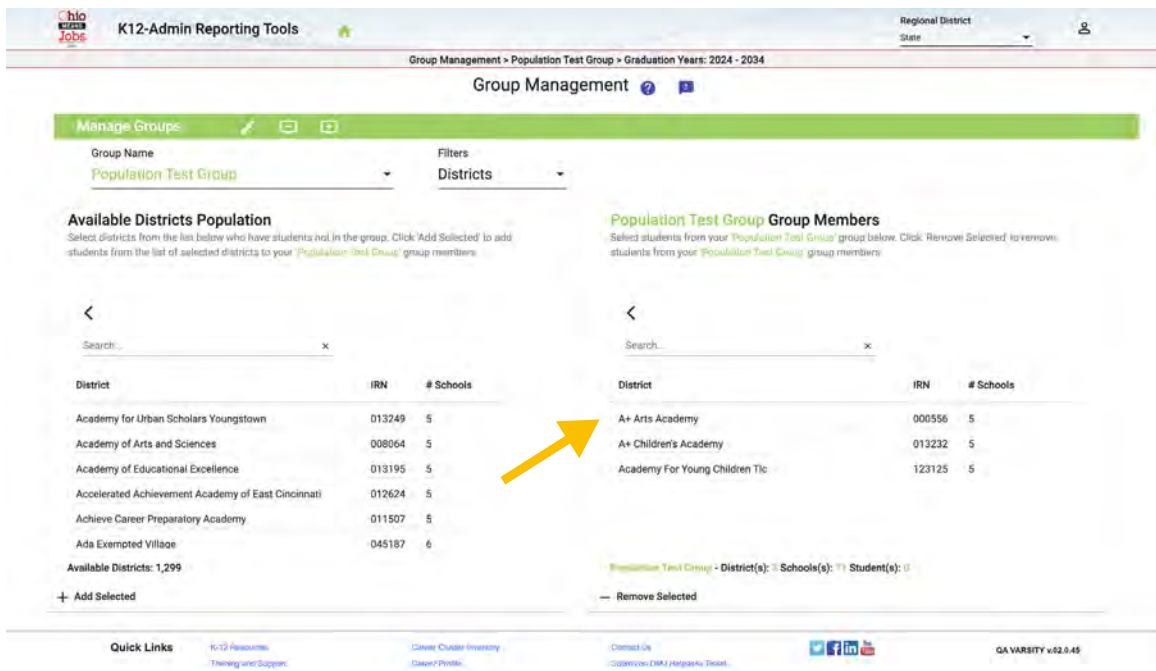 Ohio
MEANS
Jobs
K12-Admin Reporting Tools
Regional District
State
Group Management > Population Test Group > Graduation Years: 2024 - 2034
Group Management ?
Manage Groups
Group Name
Filters
Population Test Group
Districts
Available Districts Population
Select districts from the list below who have students not in the group. Click 'Add Selected' to add
students from the list of selected districts to your 'Population Test Group' group members
Population Test Group Group Members
Select students from your 'Population Test Group' group below. Click 'Remove Selected' to remove
students from your 'Population Test Group' group members
Search...
Search...
District IRN # Schools
Academy for Urban Scholars Youngstown 013249 5
Academy of Arts and Sciences 008064 5
Academy of Educational Excellence 013195 5
Accelerated Achievement Academy of East Cincinnati 012624 5
Achieve Career Preparatory Academy 011507 5
Ada Exempted Village 045187 6
Available Districts: 1,299
+ Add Selected
District IRN # Schools
A+ Arts Academy 000556 5
A+ Children's Academy 013232 5
Academy For Young Children Tlc 123125 5
Population Test Group - District(s): 3 Schools(s): 11 Student(s): 0
− Remove Selected
Quick Links
K-12 Resources
Training and Support
Career Cluster Inventory
Career Profile
Contact Us
QA VARSITY v.02.0.45